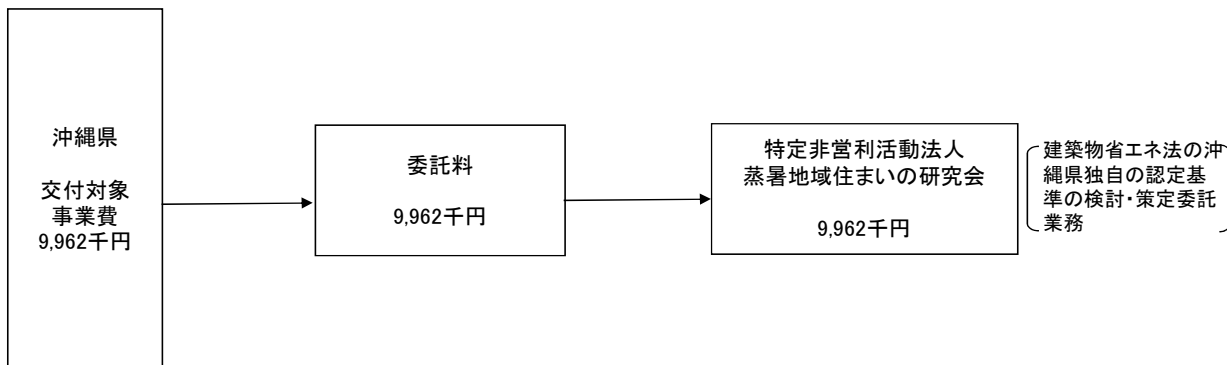 沖縄県
交付対象
事業費
9,962千円
委託料
9,962千円
特定非営利活動法人
蒸暑地域住まいの研究会
9,962千円
建築物省エネ法の沖
縄県独自の認定基
準の検討・策定委託
業務